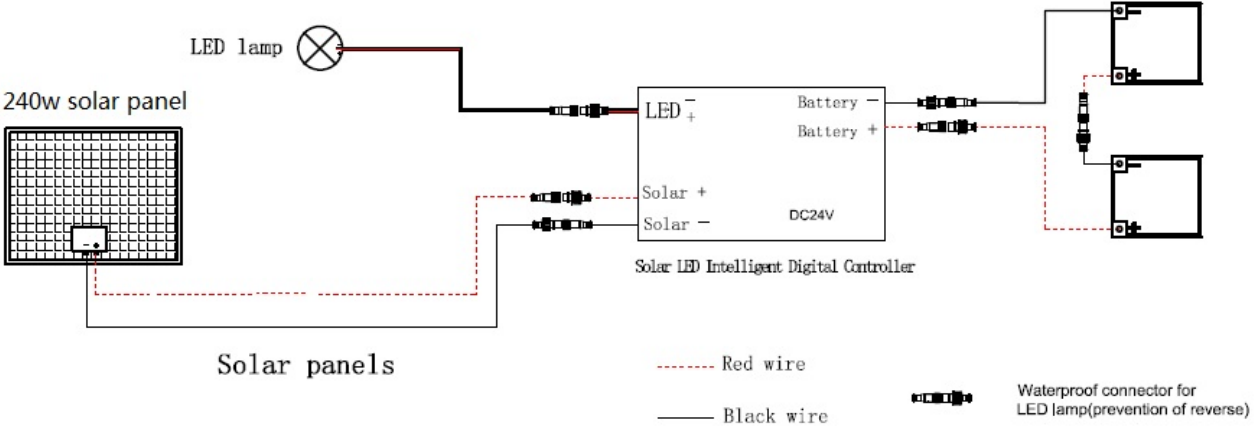 LED lamp
240w solar panel
LED - +
Battery -
Battery +
Solar +
Solar -
DC24V
Solar LED Intelligent Digital Controller
Solar panels
Red wire
Black wire
Waterproof connector for
LED lamp(prevention of reverse)